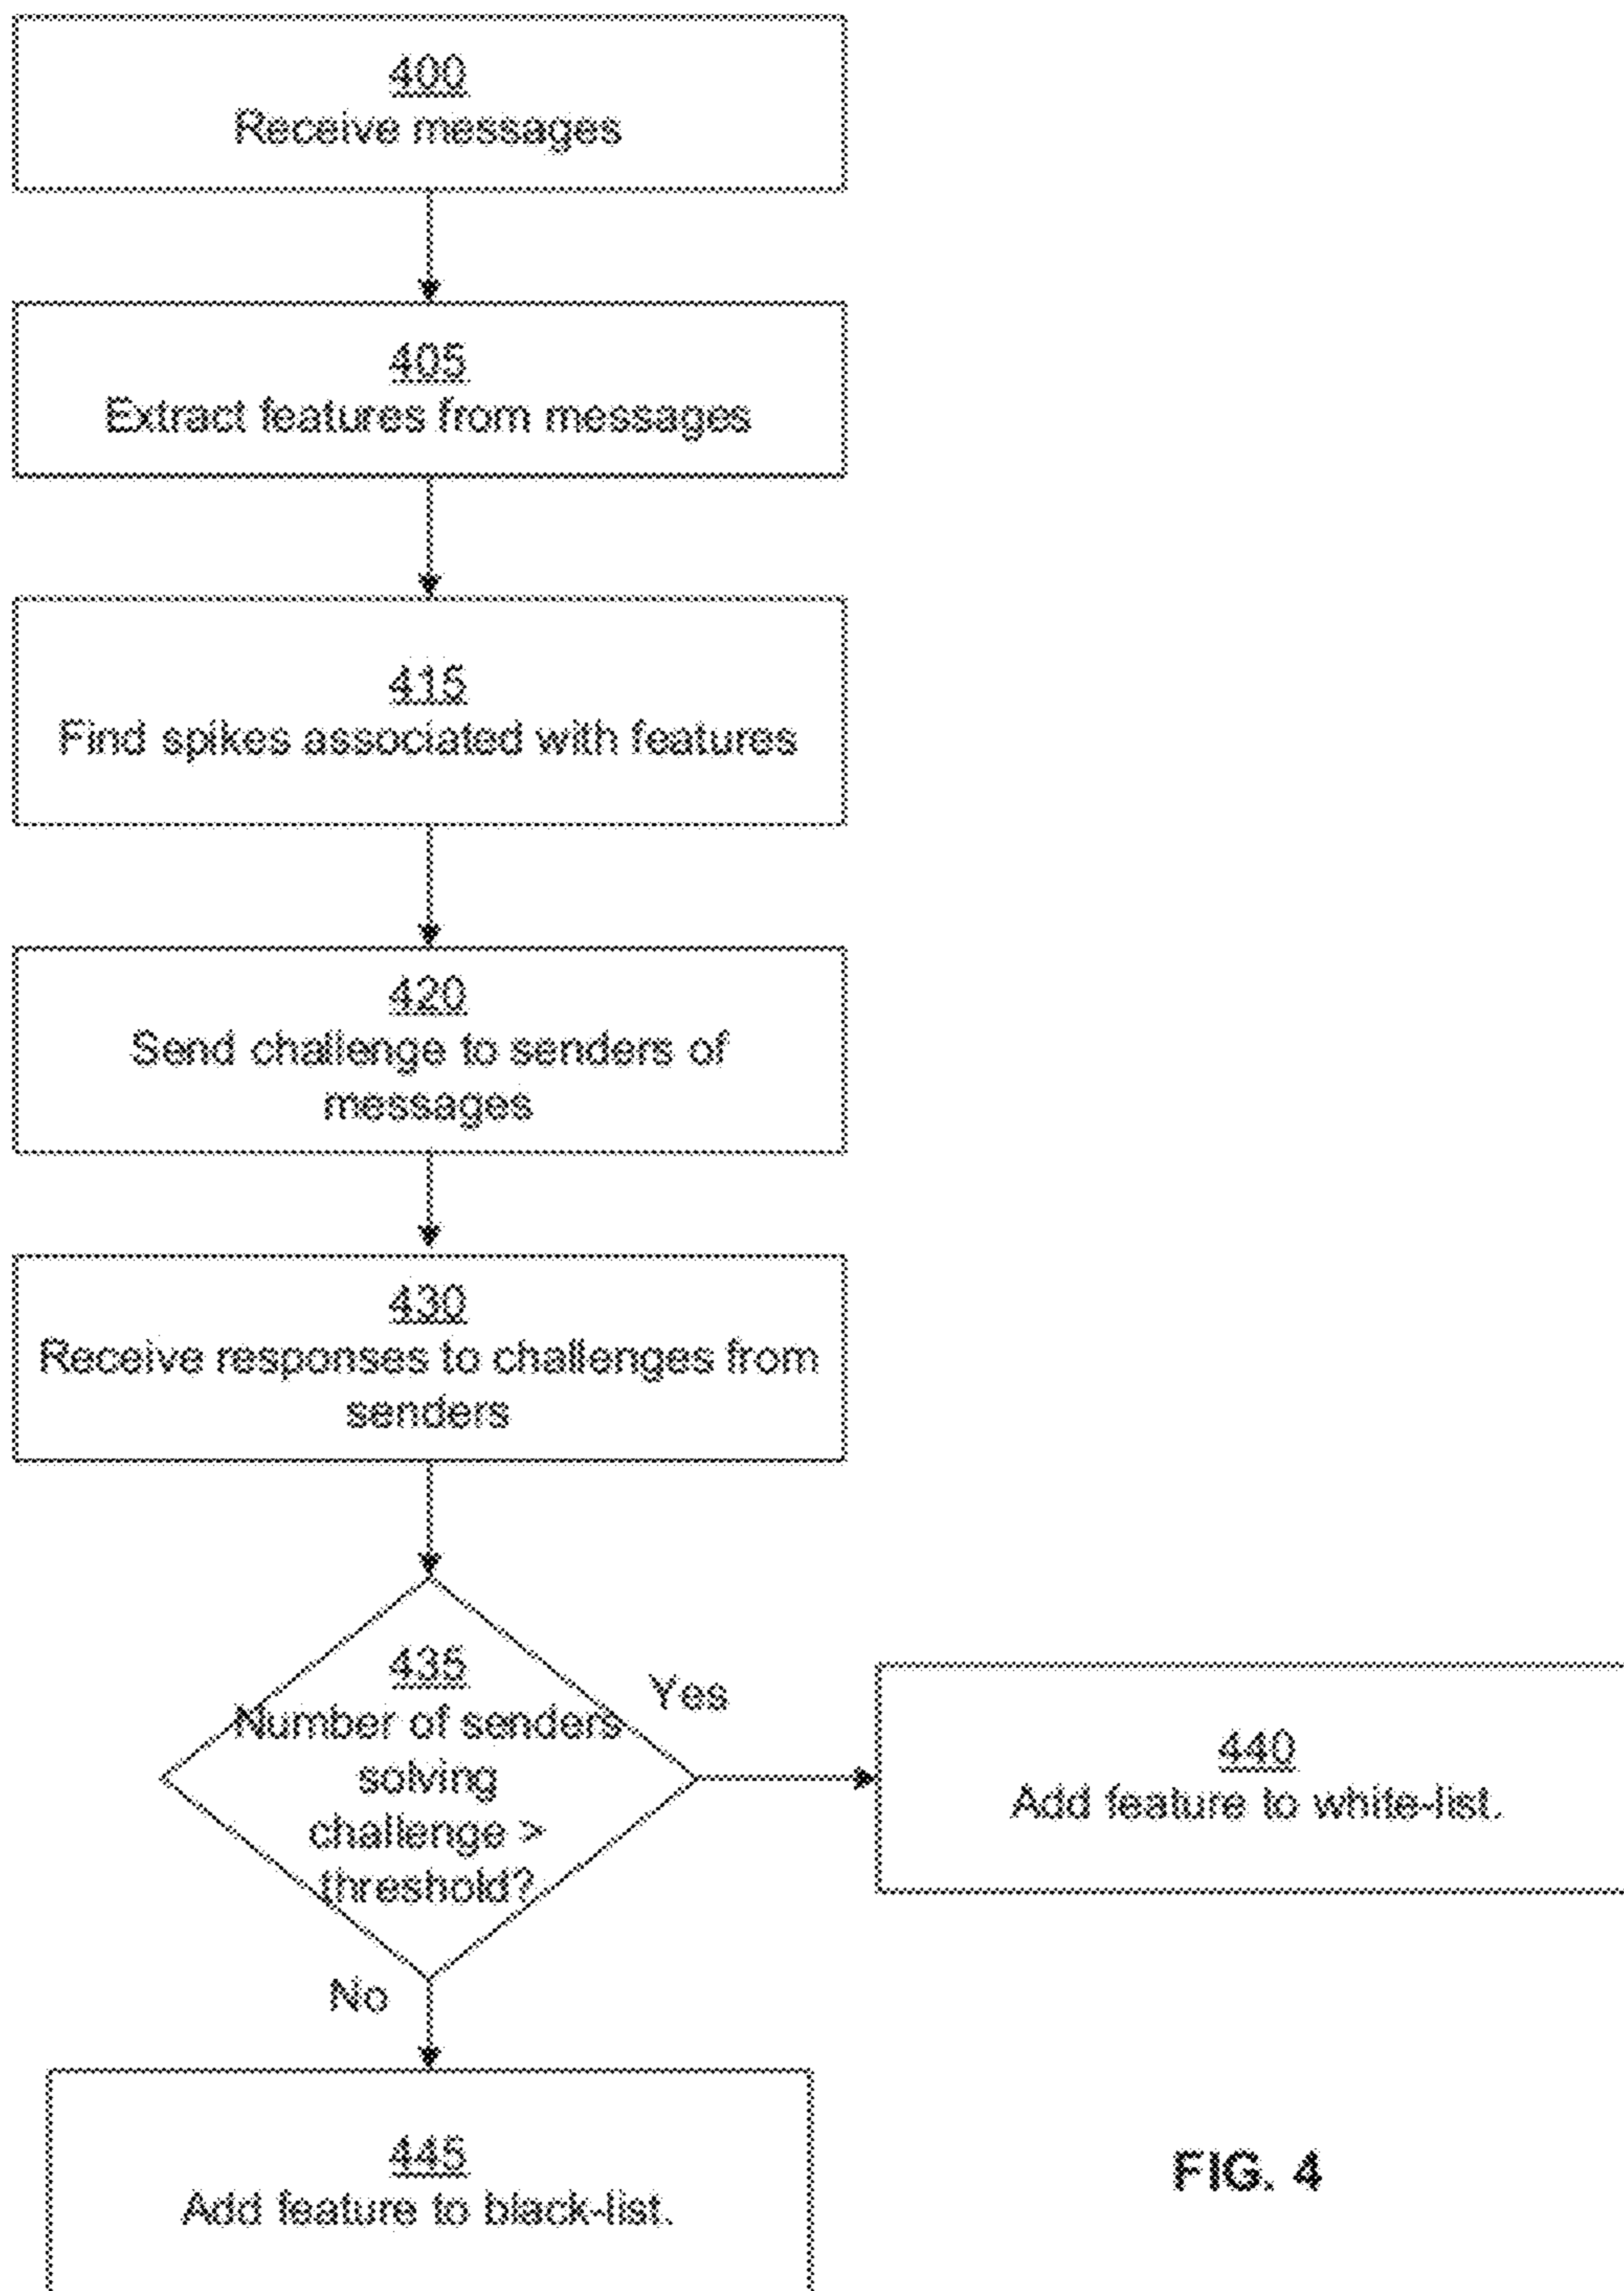 400
Receive messages
405
Extract features from messages
415
Find spikes associated with features
420
Send challenge to senders of
messages
430
Receive responses to challenges from
senders
435
Number of senders
solving
challenge >
threshold?
Yes
440
Add feature to white-list.
No
445
Add feature to black-list.
FIG. 4